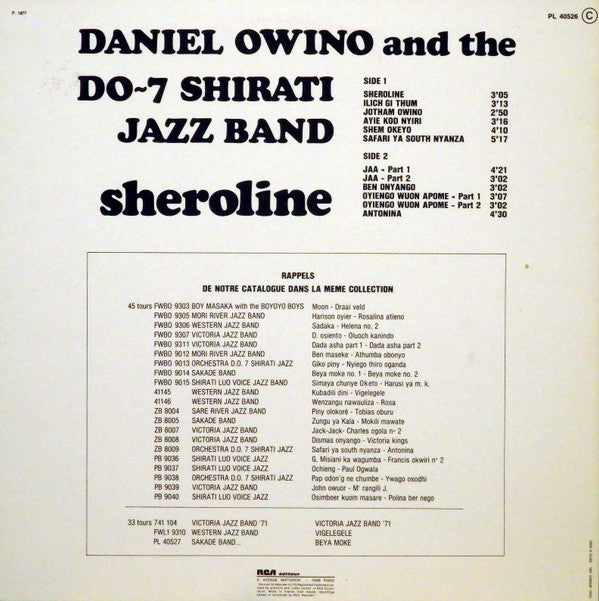 P. 1977
PL 40526 C
DANIEL OWINO and the
DO~7 SHIRATI
JAZZ BAND
sheroline
SIDE 1
SHEROLINE 3"05
ILICH GI THUM 3"13
JOTHAM OWINO 2"50
AYIE KOD NYIRI 3"16
SHEM OKEYO 4"10
SAFARI YA SOUTH NYANZA 5"17
SIDE 2
JAA - Part 1 4"21
JAA - Part 2 3"02
BEN ONYANGO 3"02
OYIENGO WUON APOME - Part 1 3"07
OYIENGO WUON APOME - Part 2 3"02
ANTONINA 4"30
RAPPELS
DE NOTRE CATALOGUE DANS LA MEME COLLECTION
45 tours FWBO 9303 BOY MASAKA with the BOYOYO BOYS Moon - Draai veld
FWBO 9305 MORI RIVER JAZZ BAND Harison oyier - Rosalina atieno
FWBO 9306 WESTERN JAZZ BAND Sadaka - Helena no. 2
FWBO 9307 VICTORIA JAZZ BAND D. osiento - Oluoch kanindo
FWBO 9311 VICTORIA JAZZ BAND Dada asha part 1 - Dada asha part 2
FWBO 9012 MORI RIVER JAZZ BAND Ben maseke - Athumba obonyo
FWBO 9013 ORCHESTRA D.O. 7 SHIRATI JAZZ Giko piny - Nyiego thiro oganda
FWBO 9014 SAKADE BAND Beya moke no. 1 - Beya moke no. 2
FWBO 9015 SHIRATI LUO VOICE JAZZ BAND Simaya chunye Oketo - Harusi ya m. k.
41145 WESTERN JAZZ BAND Kubadili dini - Vigelegele
41146 WESTERN JAZZ BAND Wenzangu nawauliza - Rosa
ZB 8004 SARE RIVER JAZZ BAND Piny olokoré - Tobias oburu
ZB 8005 SAKADE BAND Zungu ya Kala - Mokili mawate
ZB 8007 VICTORIA JAZZ BAND Jack-Jack- Charles ogola n° 2
ZB 8008 VICTORIA JAZZ BAND Dismas onyango - Victoria kings
ZB 8009 ORCHESTRA D.O. 7 SHIRATI JAZZ Safari ya south nyanza - Antonina
PB 9036 SHIRATI LUO VOICE JAZZ G. Misiani ka wagumba - Francis okwiri n° 2
PB 9037 SHIRATI LUO VOICE JAZZ Ochieng - Paul Ogwala
PB 9038 ORCHESTRA D.O. 7 SHIRATI JAZZ Pap odon'g ne chumbe - Ywago osodhi
PB 9039 VICTORIA JAZZ BAND John owuor - M' rangili J.
PB 9040 SHIRATI LUO VOICE JAZZ Osimboer kuom masare - Polina ber nego
33 tours 741 104 VICTORIA JAZZ BAND '71 VICTORIA JAZZ BAND '71
FWL1 9310 WESTERN JAZZ BAND VIGELEGELE
PL 40527 SAKADE BAND... BEYA MOKE
RCA éditeur
9, AVENUE MATIGNON - 75008 PARIS